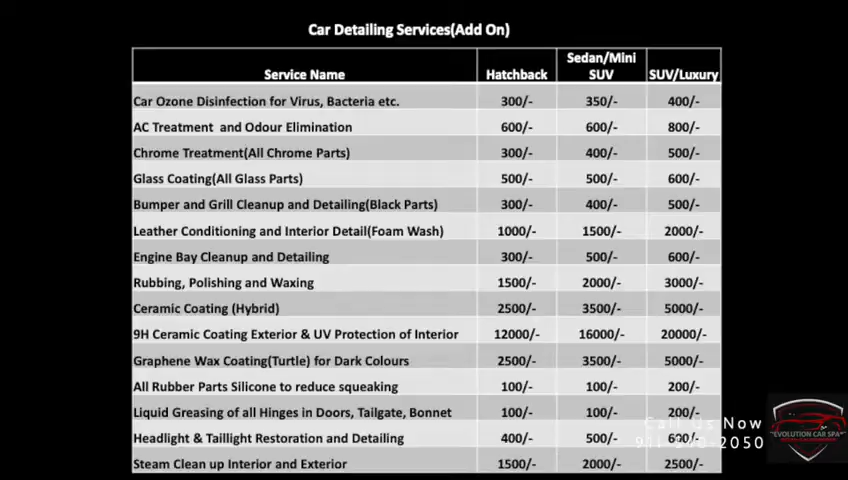 Car Detailing Services(Add On)
Service Name Hatchback Sedan/Mini SUV SUV/Luxury
Car Ozone Disinfection for Virus, Bacteria etc. 300/- 350/- 400/-
AC Treatment and Odour Elimination 600/- 600/- 800/-
Chrome Treatment(All Chrome Parts) 300/- 400/- 500/-
Glass Coating(All Glass Parts) 500/- 500/- 600/-
Bumper and Grill Cleanup and Detailing(Black Parts) 300/- 400/- 500/-
Leather Conditioning and Interior Detail(Foam Wash) 1000/- 1500/- 2000/-
Engine Bay Cleanup and Detailing 300/- 500/- 600/-
Rubbing, Polishing and Waxing 1500/- 2000/- 3000/-
Ceramic Coating (Hybrid) 2500/- 3500/- 5000/-
9H Ceramic Coating Exterior & UV Protection of Interior 12000/- 16000/- 20000/-
Graphene Wax Coating(Turtle) for Dark Colours 2500/- 3500/- 5000/-
All Rubber Parts Silicone to reduce squeaking 100/- 100/- 200/-
Liquid Greasing of all Hinges in Doors, Tailgate, Bonnet 100/- 100/- 200/-
Headlight & Taillight Restoration and Detailing 400/- 500/- 600/-
Steam Clean up Interior and Exterior 1500/- 2000/- 2500/-
Call Us Now
EVOLUTION CAR SPA